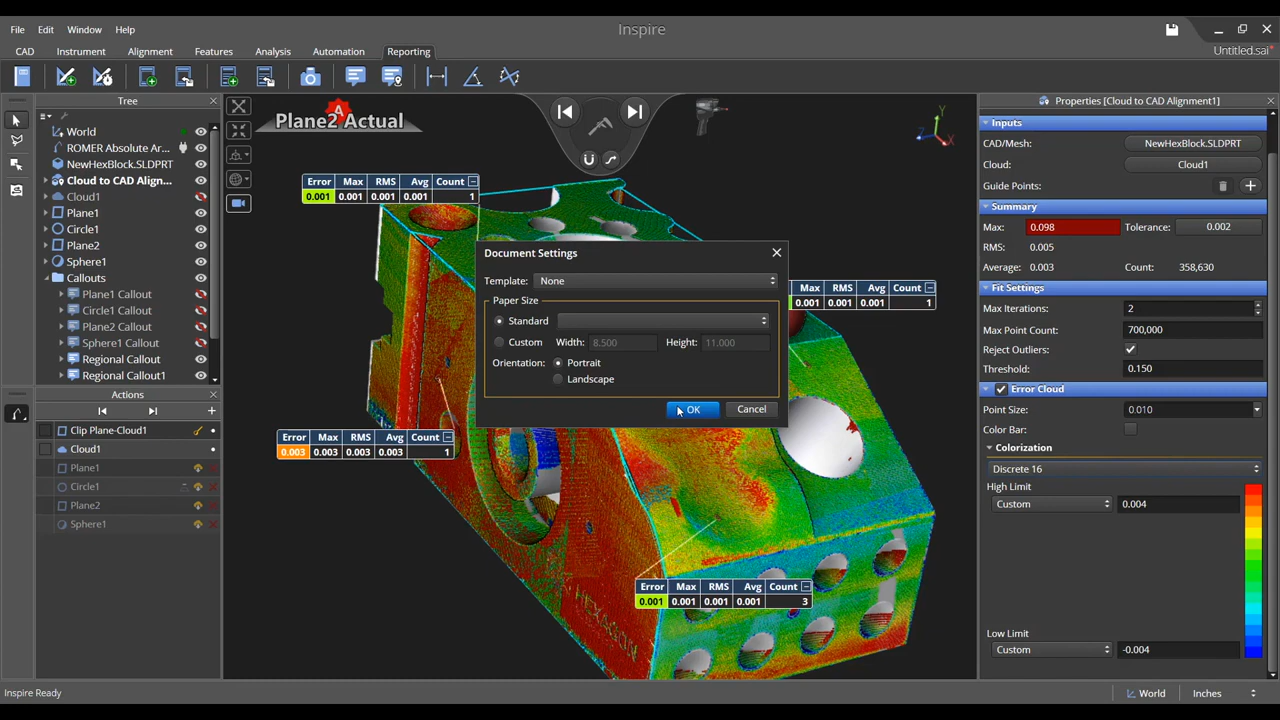 File Edit Window Help
Inspire
CAD Instrument Alignment Features Analysis Automation Reporting
Untitled.sai*
Tree
World
ROMER Absolute Ar...
NewHexBlock.SLDPRT
Cloud to CAD Align...
Cloud1
Plane1
Circle1
Plane2
Sphere1
Callouts
Plane1 Callout
Circle1 Callout
Plane2 Callout
Sphere1 Callout
Regional Callout
Regional Callout1
Actions
Clip Plane-Cloud1
Cloud1
Plane1
Circle1
Plane2
Sphere1
A
Plane2 Actual
Error Max RMS Avg Count
0.001 0.001 0.001 0.001 1
Max RMS Avg Count
0.001 0.001 0.001 1
Error Max RMS Avg Count
0.003 0.003 0.003 0.003 1
Error Max RMS Avg Count
0.001 0.001 0.001 0.001 3
HEXAGON
Z
Y
X
Document Settings
Template: None
Paper Size
Standard
Custom Width: 8.500 Height: 11.000
Orientation: Portrait
Landscape
OK Cancel
Properties [Cloud to CAD Alignment1]
Inputs
CAD/Mesh: NewHexBlock.SLDPRT
Cloud: Cloud1
Guide Points:
Summary
Max: 0.098 Tolerance: 0.002
RMS: 0.005
Average: 0.003 Count: 358,630
Fit Settings
Max Iterations: 2
Max Point Count: 700,000
Reject Outliers:
Threshold: 0.150
Error Cloud
Point Size: 0.010
Color Bar:
Colorization
Discrete 16
High Limit
Custom 0.004
Low Limit
Custom -0.004
Inspire Ready
World Inches